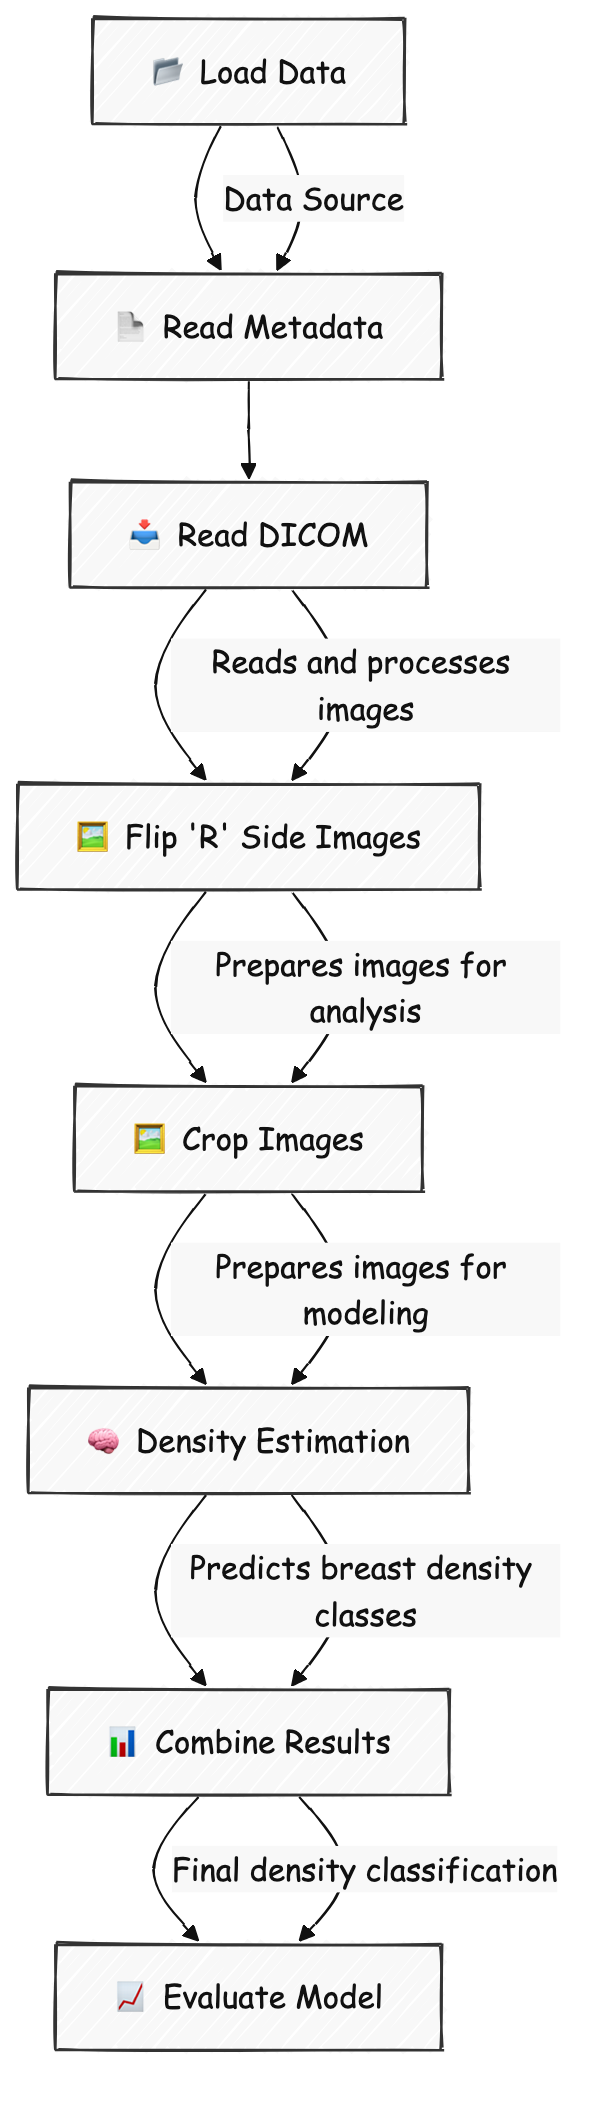 Load Data
Data Source
Read Metadata
Read DICOM
Reads and processes
images
Flip 'R' Side Images
Prepares images for
analysis
Crop Images
Prepares images for
modeling
Density Estimation
Predicts breast density
classes
Combine Results
Final density classification
Evaluate Model